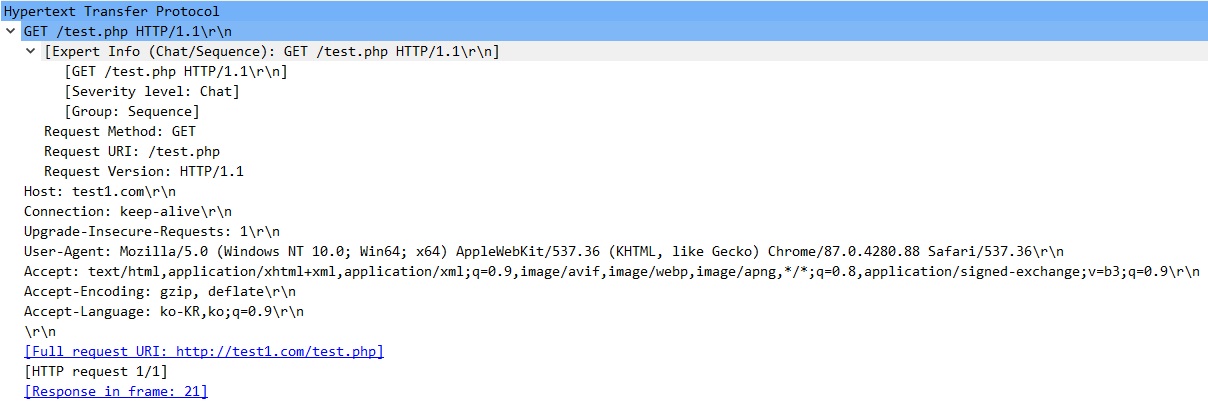 Hypertext Transfer Protocol
GET /test.php HTTP/1.1\r\n
[Expert Info (Chat/Sequence): GET /test.php HTTP/1.1\r\n]
[GET /test.php HTTP/1.1\r\n]
[Severity level: Chat]
[Group: Sequence]
Request Method: GET
Request URI: /test.php
Request Version: HTTP/1.1
Host: test1.com\r\n
Connection: keep-alive\r\n
Upgrade-Insecure-Requests: 1\r\n
User-Agent: Mozilla/5.0 (Windows NT 10.0; Win64; x64) AppleWebKit/537.36 (KHTML, like Gecko) Chrome/87.0.4280.88 Safari/537.36\r\n
Accept: text/html,application/xhtml+xml,application/xml;q=0.9,image/avif,image/webp,image/apng,*/*;q=0.8,application/signed-exchange;v=b3;q=0.9\r\n
Accept-Encoding: gzip, deflate\r\n
Accept-Language: ko-KR,ko;q=0.9\r\n
\r\n
[Full request URI: http://test1.com/test.php]
[HTTP request 1/1]
[Response in frame: 21]